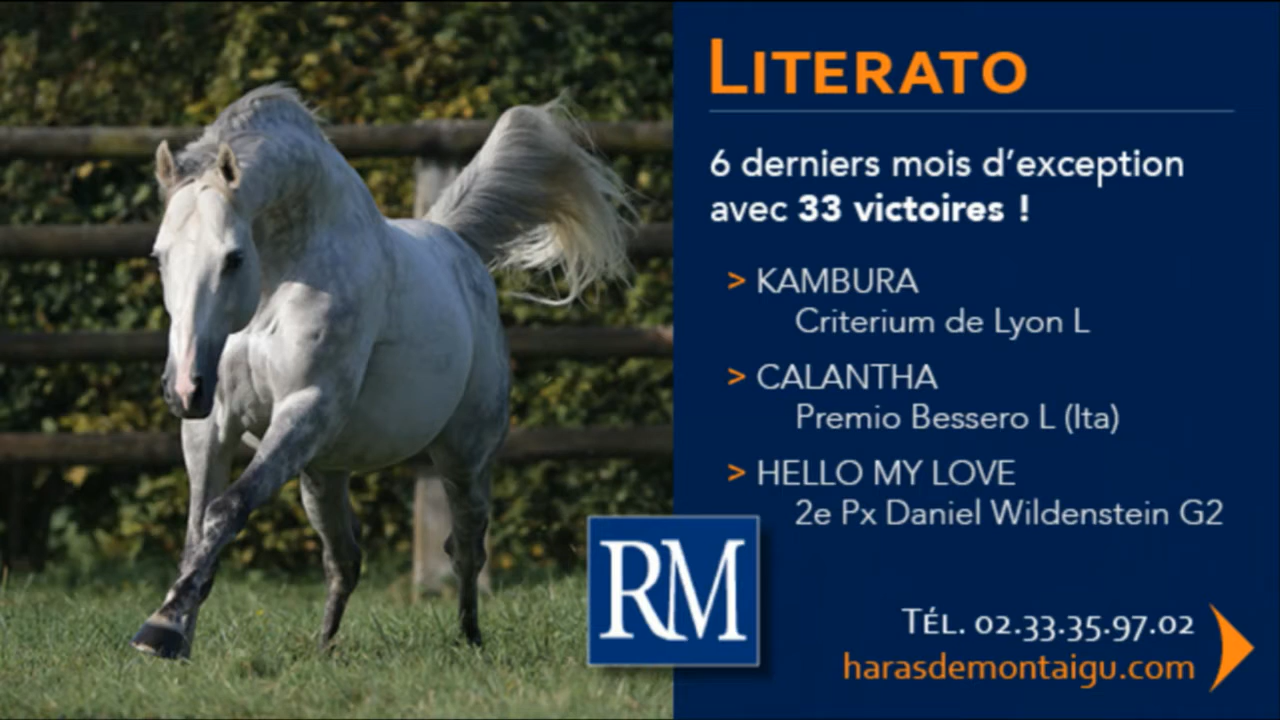 LITERATO
6 derniers mois d'exception
avec 33 victoires !
> KAMBURA
Criterium de Lyon L
> CALANTHA
Premio Bessero L (Ita)
> HELLO MY LOVE
2e Px Daniel Wildenstein G2
RM
TÉL. 02.33.35.97.02
harasdemontaigu.com